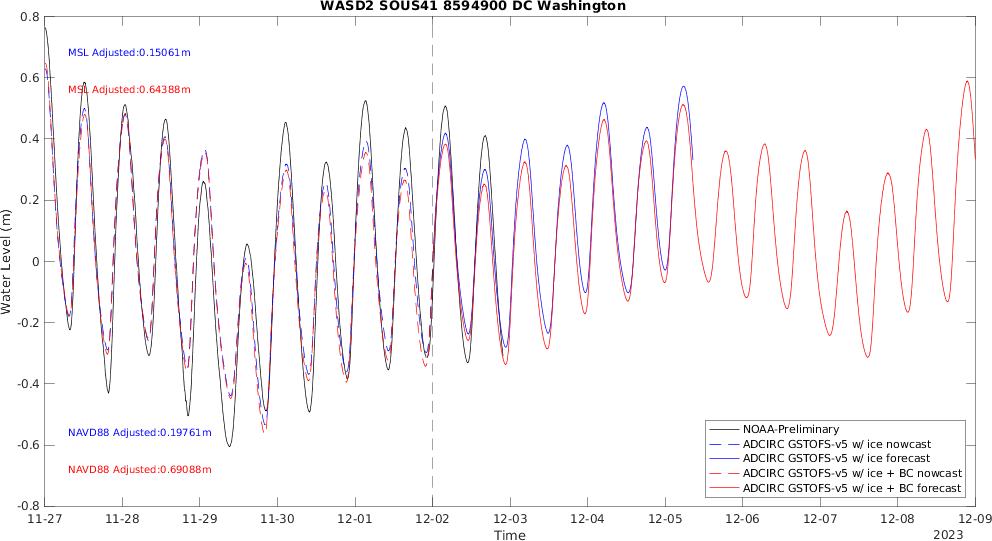 WASD2 SOUS41 8594900 DC Washington
0.8
0.6
0.4
0.2
0
-0.2
-0.4
-0.6
-0.8
Water Level (m)
MSL Adjusted:0.15061m
MSL Adjusted:0.64388m
NAVD88 Adjusted:0.19761m
NAVD88 Adjusted:0.69088m
NOAA-Preliminary
ADCIRC GSTOFS-v5 w/ ice nowcast
ADCIRC GSTOFS-v5 w/ ice forecast
ADCIRC GSTOFS-v5 w/ ice + BC nowcast
ADCIRC GSTOFS-v5 w/ ice + BC forecast
11-27 11-28 11-29 11-30 12-01 12-02 12-03 12-04 12-05 12-06 12-07 12-08 12-09
Time
2023